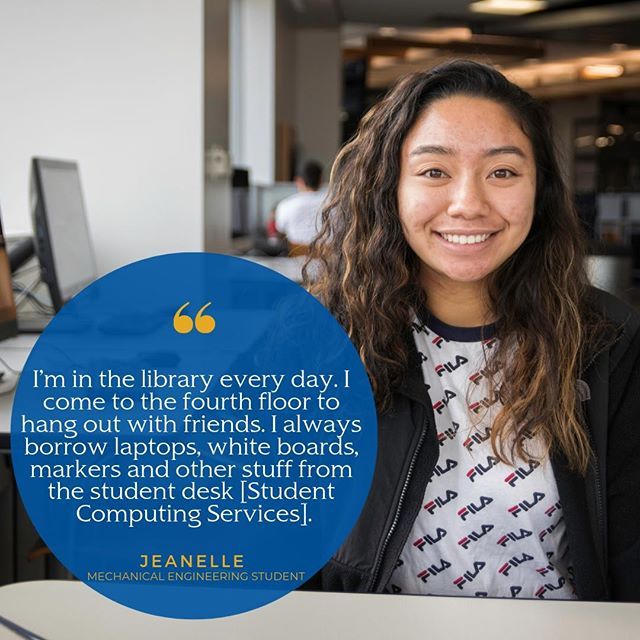 “
I'm in the library every day. I
come to the fourth floor to
hang out with friends. I always
borrow laptops, white boards,
markers and other stuff from
the student desk [Student
Computing Services].
JEANELLE
MECHANICAL ENGINEERING STUDENT
FILA